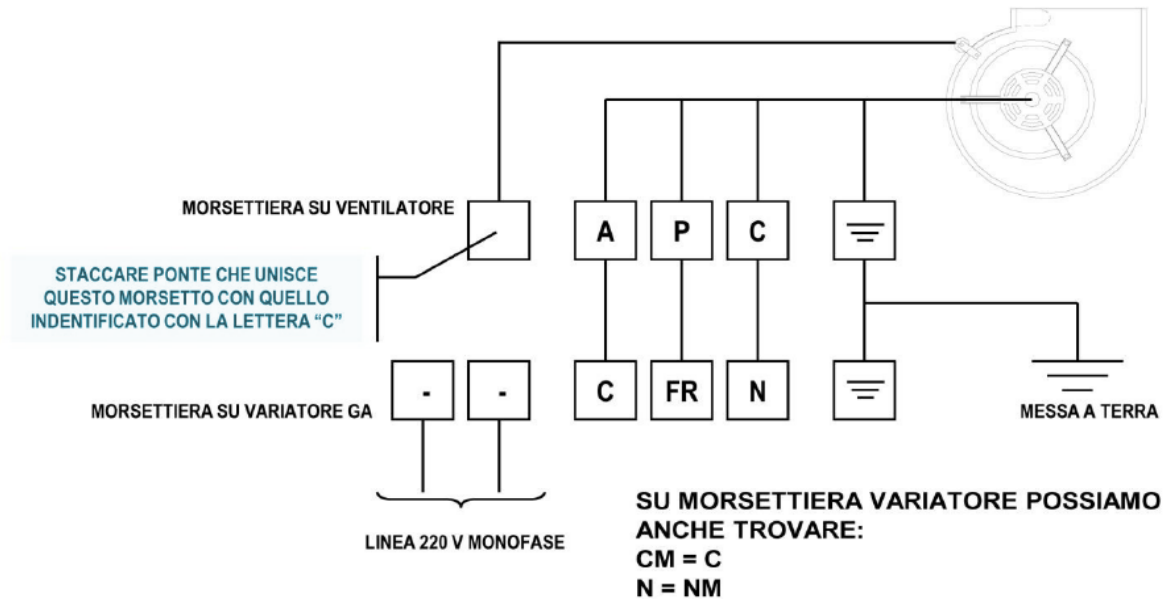 MORSETTIERA SU VENTILATORE
A P C
STACCARE PONTE CHE UNISCE
QUESTO MORSETTO CON QUELLO
INDENTIFICATO CON LA LETTERA “C”
MORSETTIERA SU VARIATORE GA
- - C FR N
MESSA A TERRA
LINEA 220 V MONOFASE
SU MORSETTIERA VARIATORE POSSIAMO
ANCHE TROVARE:
CM = C
N = NM